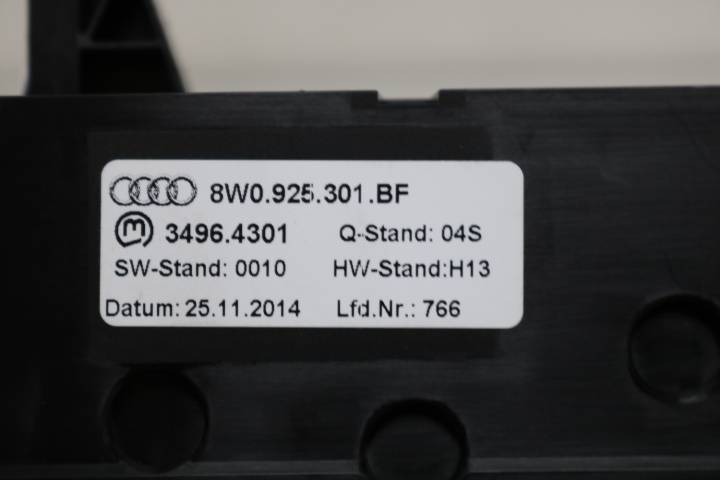 8W0.925.301.BF
3496.4301 Q-Stand: 04S
SW-Stand: 0010 HW-Stand:H13
Datum: 25.11.2014 Lfd.Nr.: 766